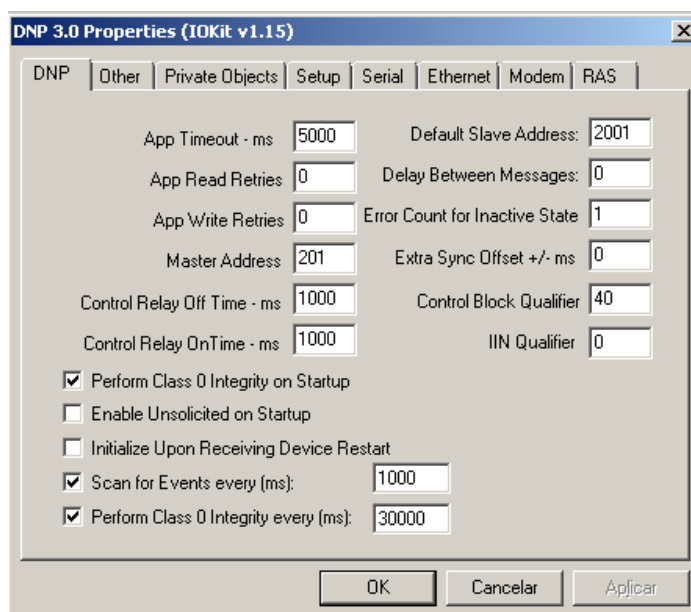 DNP 3.0 Properties (IOKit v1.15)
DNP Other Private Objects Setup Serial Ethernet Modem RAS
App Timeout - ms 5000 Default Slave Address: 2001
App Read Retries 0 Delay Between Messages: 0
App Write Retries 0 Error Count for Inactive State 1
Master Address 201 Extra Sync Offset +/- ms 0
Control Relay Off Time - ms 1000 Control Block Qualifier 40
Control Relay OnTime - ms 1000 IIN Qualifier 0
Perform Class 0 Integrity on Startup
Enable Unsolicited on Startup
Initialize Upon Receiving Device Restart
Scan for Events every (ms): 1000
Perform Class 0 Integrity every (ms): 30000
OK Cancelar Aplicar